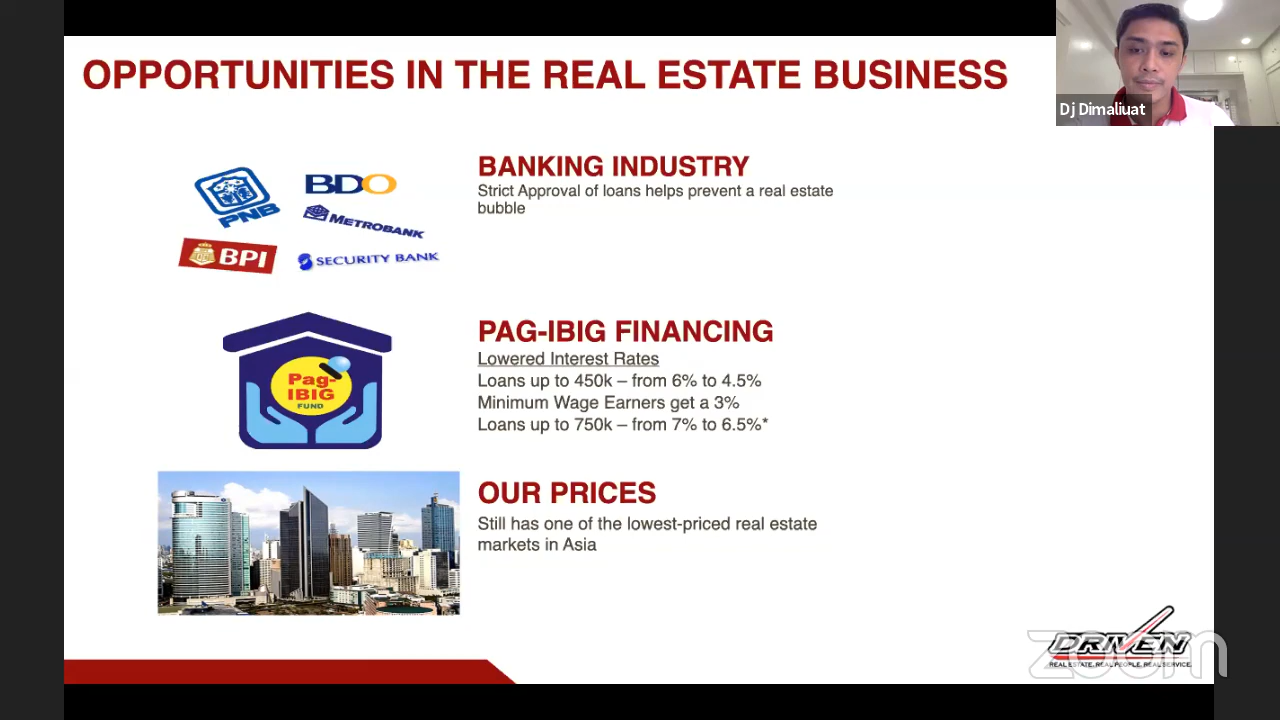 Dj Dimaliuat
OPPORTUNITIES IN THE REAL ESTATE BUSINESS
PNB
BDO
METROBANK
BPI
SECURITY BANK
BANKING INDUSTRY
Strict Approval of loans helps prevent a real estate
bubble
Pag-
IBIG
FUND
PAG-IBIG FINANCING
Lowered Interest Rates
Loans up to 450k – from 6% to 4.5%
Minimum Wage Earners get a 3%
Loans up to 750k – from 7% to 6.5%*
OUR PRICES
Still has one of the lowest-priced real estate
markets in Asia
DRIVEN
REAL ESTATE. REAL PEOPLE. REAL SERVICE.
zoom